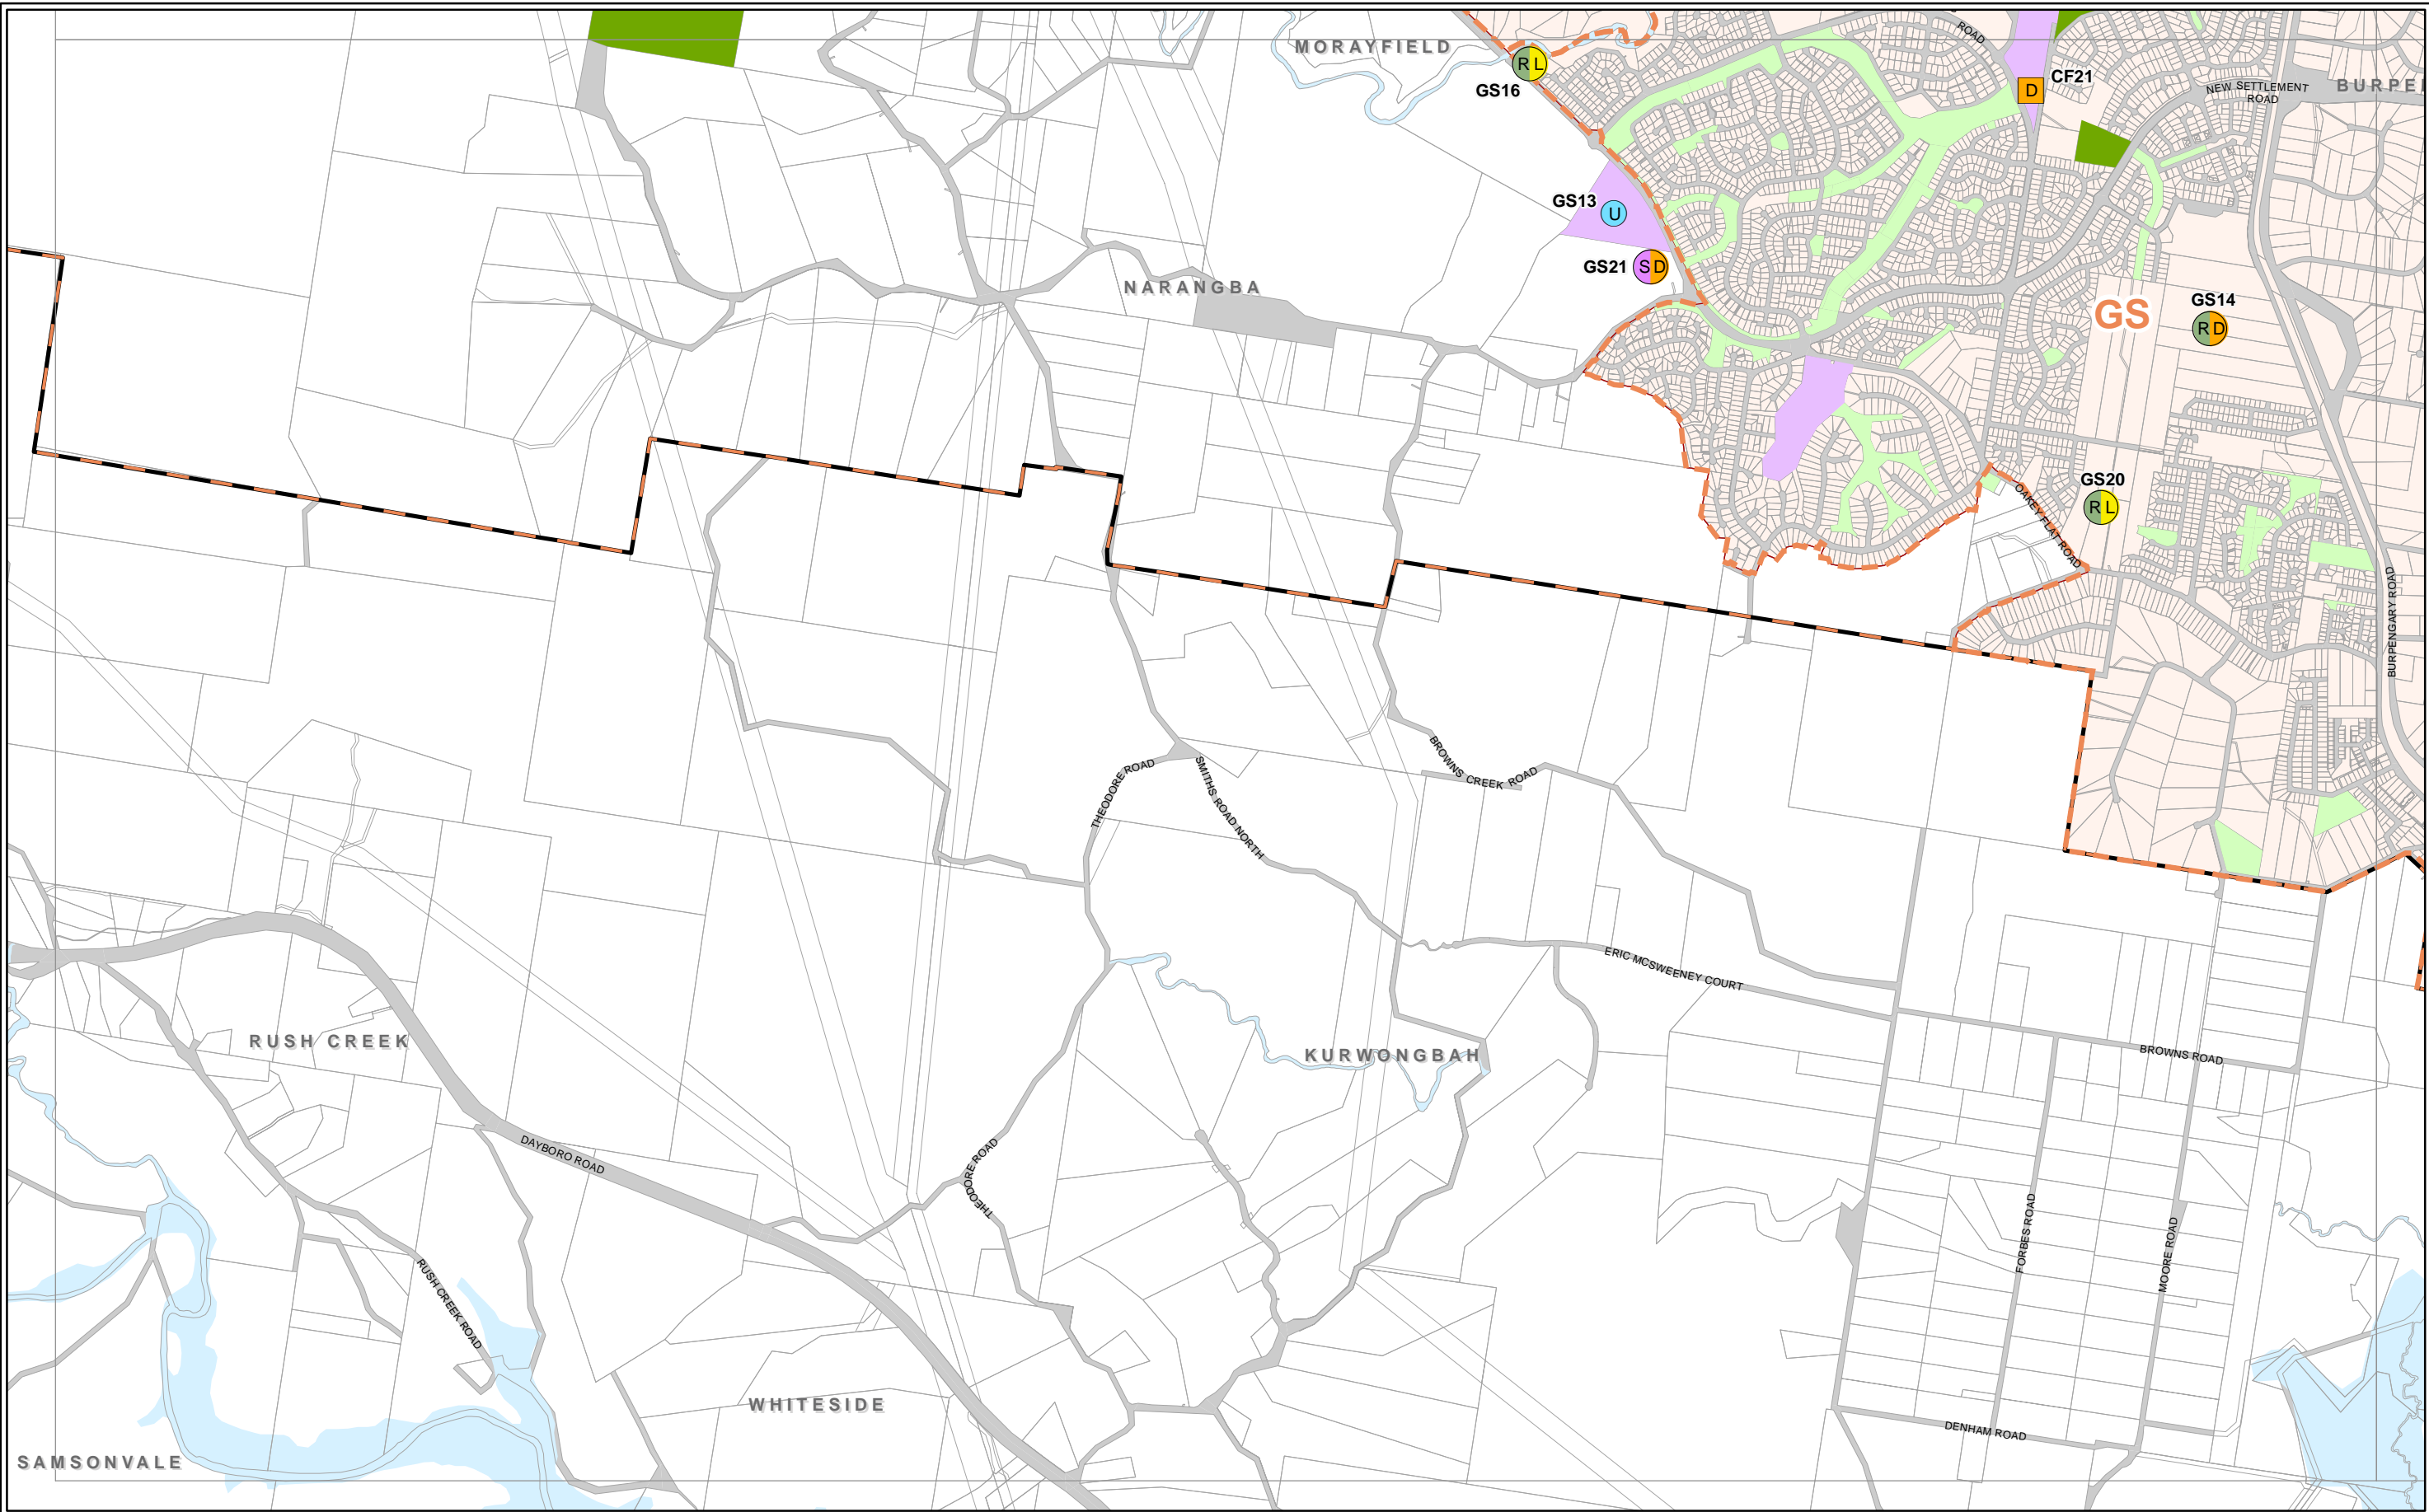 ROAD
MORAYFIELD
R L
GS16
D
CF21
NEW SETTLEMENT
ROAD
GS13
U
GS21
S D
NARANGBA
GS
GS14
R D
GS20
R L
OAKEY FLAT ROAD
BURPENGARY ROAD
BROWNS CREEK ROAD
THEODORE ROAD
SMITHS ROAD NORTH
ERIC MCSWEENEY COURT
RUSH CREEK
KURWONGBAH
BROWNS ROAD
DAYBORO ROAD
THEODORE ROAD
FORBES ROAD
MOORE ROAD
RUSH CREEK ROAD
WHITESIDE
DENHAM ROAD
SAMSONVALE